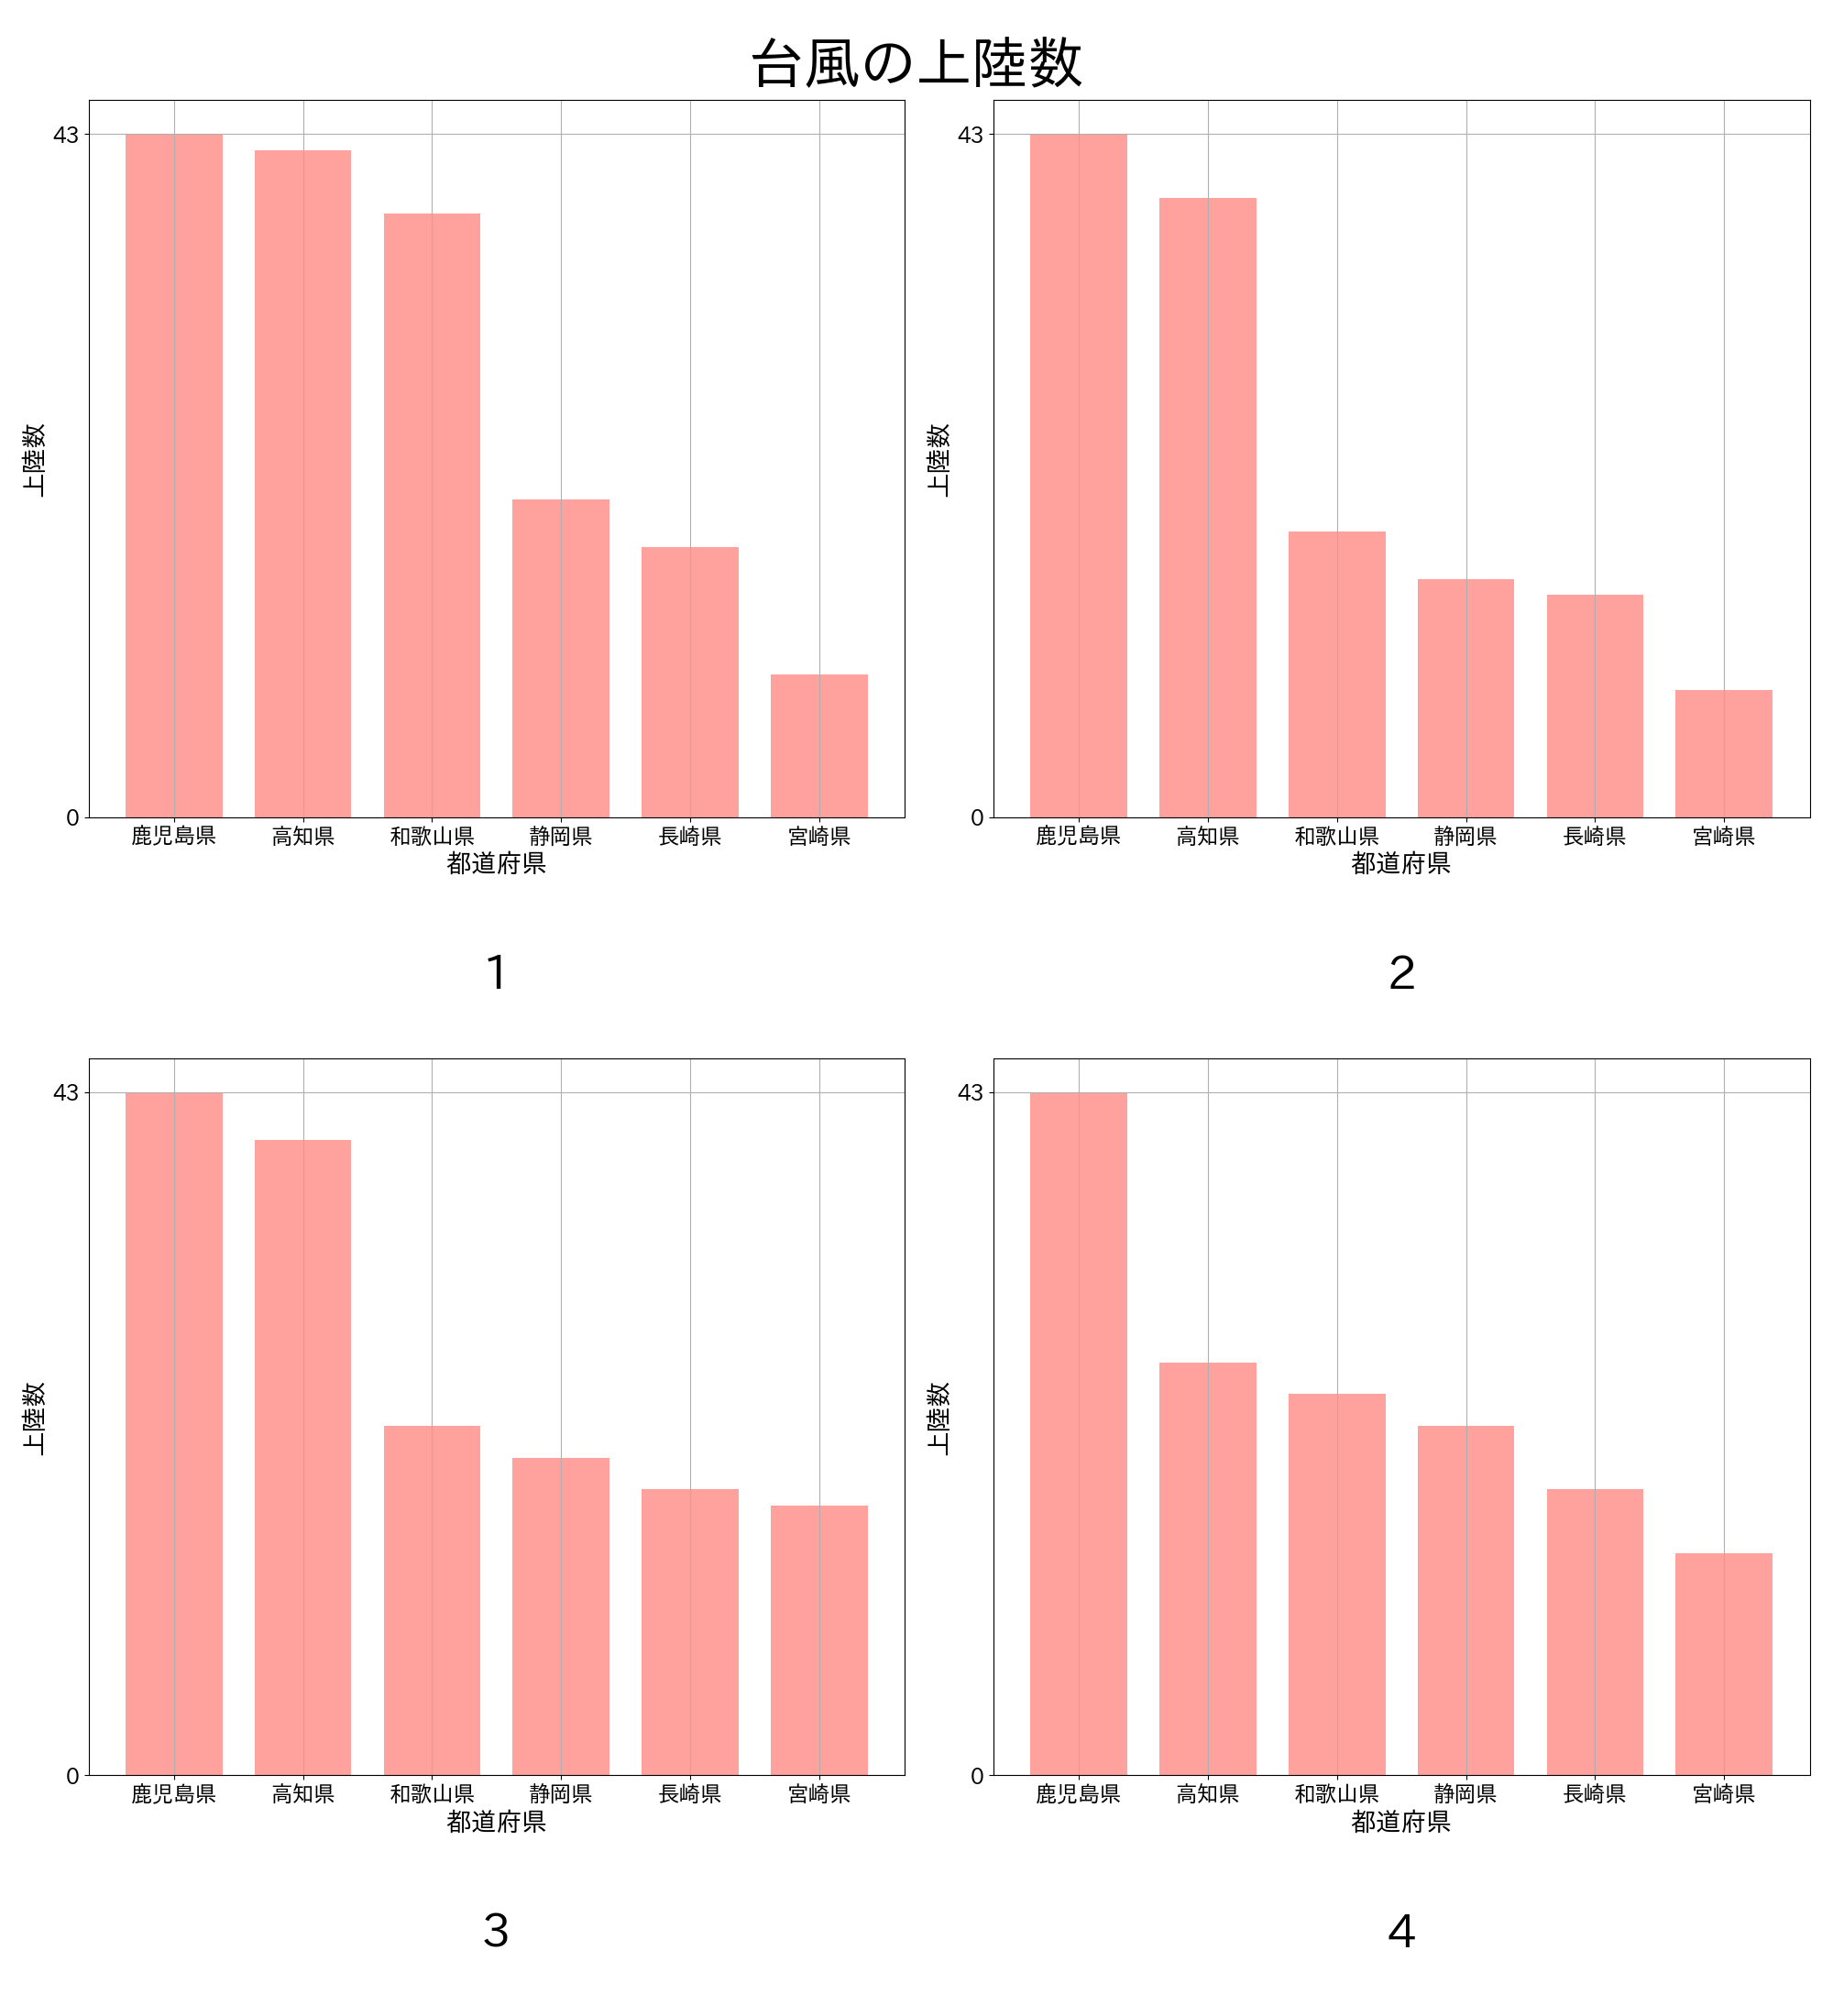 台風の上陸数
43
0
上陸数
鹿児島県 高知県 和歌山県 静岡県 長崎県 宮崎県
都道府県
1
43
0
上陸数
鹿児島県 高知県 和歌山県 静岡県 長崎県 宮崎県
都道府県
2
43
0
上陸数
鹿児島県 高知県 和歌山県 静岡県 長崎県 宮崎県
都道府県
3
43
0
上陸数
鹿児島県 高知県 和歌山県 静岡県 長崎県 宮崎県
都道府県
4